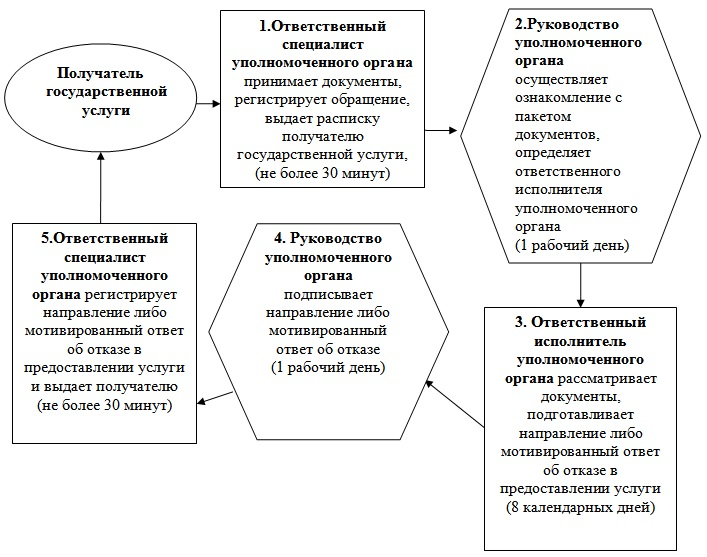 Получатель
государственной
услуги
1.Ответственный
специалист
уполномоченного органа
принимает документы,
регистрирует обращение,
выдает расписку
получателю
государственной услуги,
(не более 30 минут)
2.Руководство
уполномоченного
органа
осуществляет
ознакомление с
пакетом
документов,
определяет
ответственного
исполнителя
уполномоченного
органа
(1 рабочий день)
3. Ответственный
исполнитель
уполномоченного
органа рассматривает
документы,
подготавливает
направление либо
мотивированный ответ
об отказе в
предоставлении услуги
(8 календарных дней)
4. Руководство
уполномоченного
органа
подписывает
направление либо
мотивированный
ответ об отказе
(1 рабочий день)
5.Ответственный
специалист
уполномоченного
органа регистрирует
направление либо
мотивированный ответ
об отказе в
предоставлении услуги
и выдает получателю
(не более 30 минут)